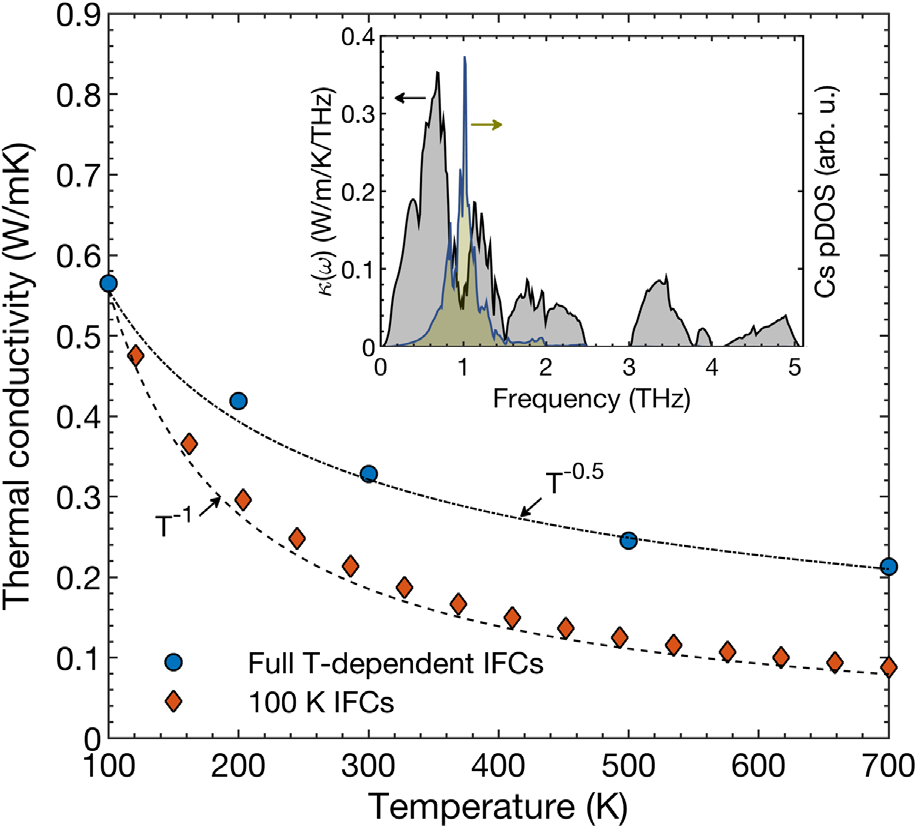 0.9
0.8
0.7
0.6
0.5
0.4
0.3
0.2
0.1
0
Thermal conductivity (W/mK)
100 200 300 400 500 600 700
Temperature (K)
T⁻¹
T⁻⁰·⁵
Full T-dependent IFCs
100 K IFCs
0.4
0.3
0.2
0.1
0
κ(ω) (W/m/K/THz)
0 1 2 3 4 5
Frequency (THz)
Cs pDOS (arb. u.)